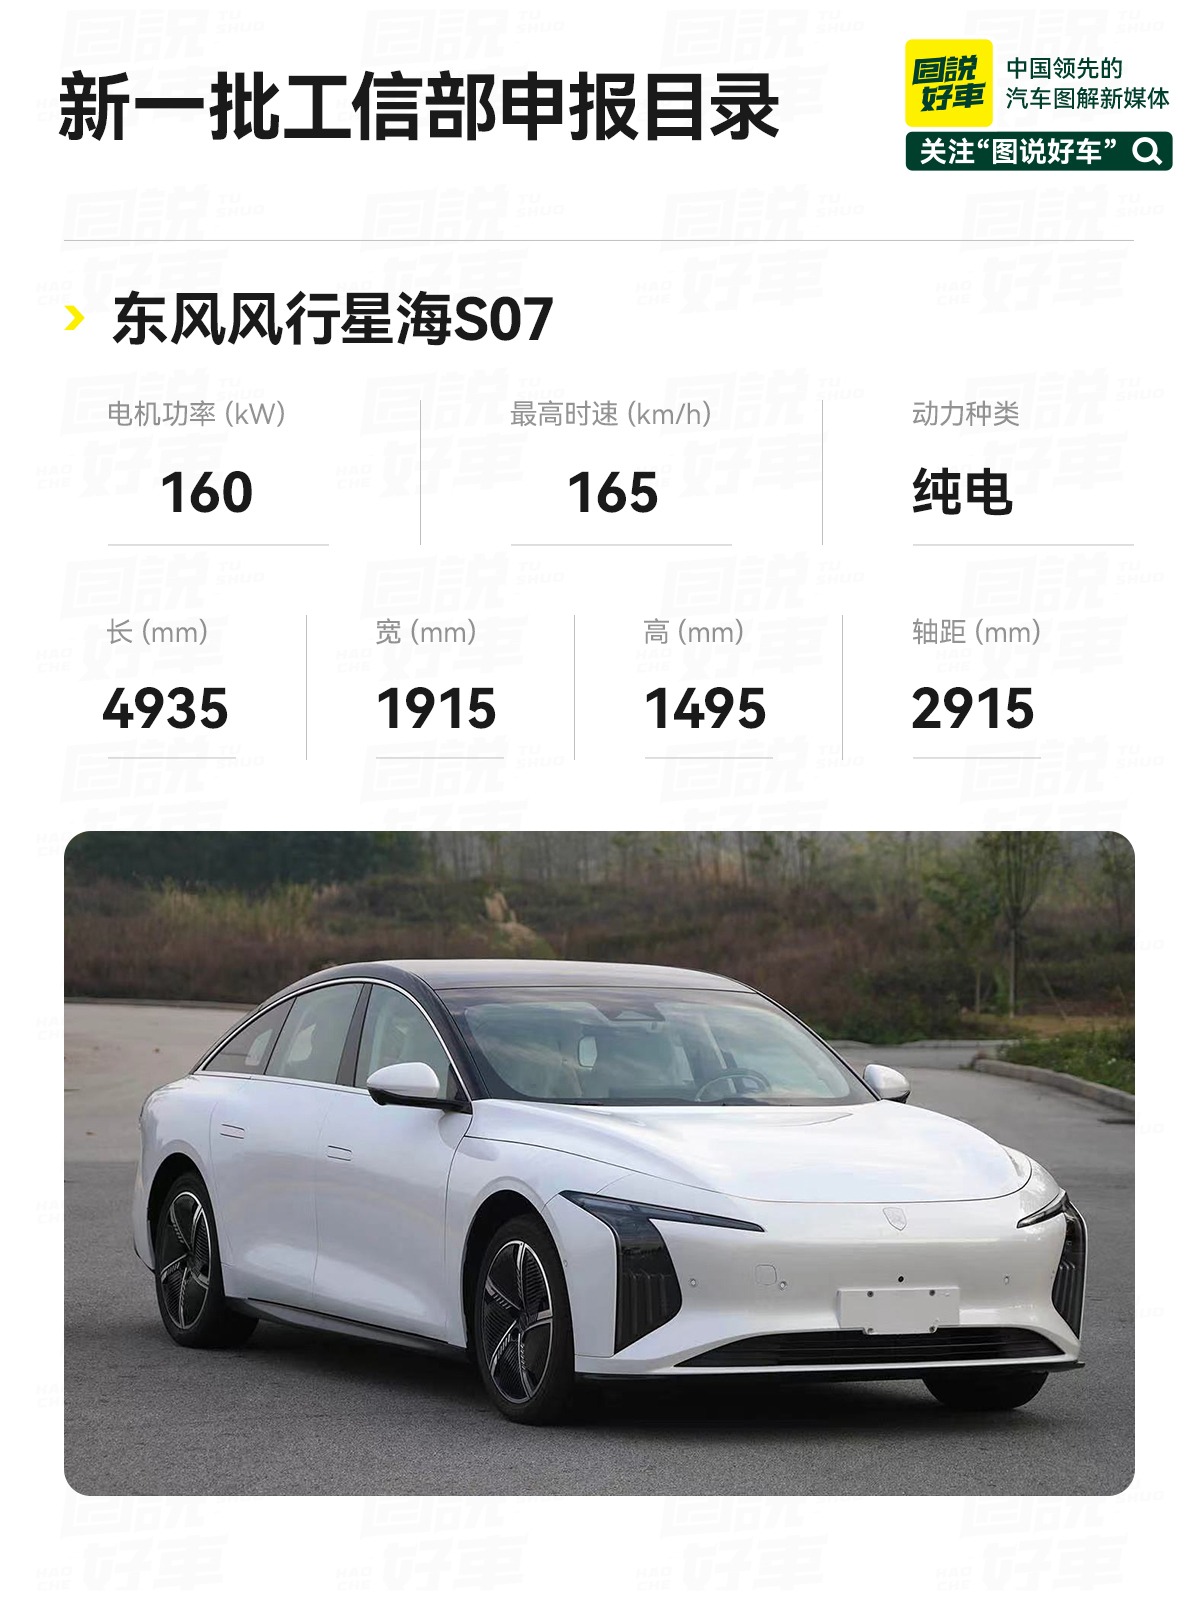 新一批工信部申报目录
図説
好車
中国领先的
汽车图解新媒体
关注“图说好车”
东风风行星海S07
电机功率 (kW)
160
最高时速 (km/h)
165
动力种类
纯电
长 (mm)
4935
宽 (mm)
1915
高 (mm)
1495
轴距 (mm)
2915